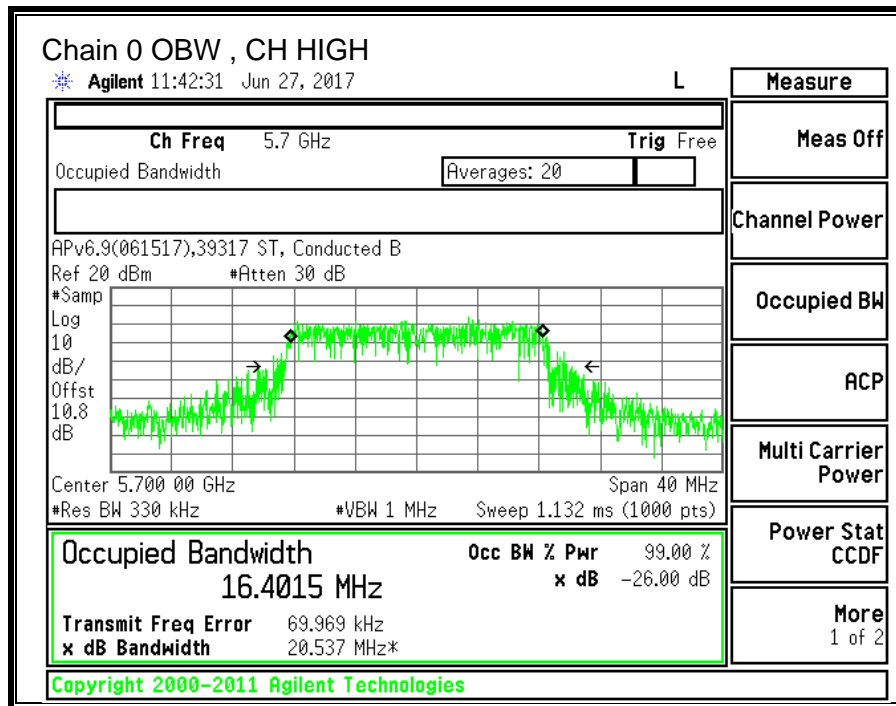 Chain 0 OBW , CH HIGH
Agilent 11:42:31 Jun 27, 2017 L
Measure
Ch Freq 5.7 GHz Trig Free
Meas Off
Occupied Bandwidth Averages: 20
Channel Power
APv6.9(061517),39317 ST, Conducted B
Ref 20 dBm #Atten 30 dB
#Samp
Log
10
dB/
Offst
10.8
dB
Occupied BW
ACP
Multi Carrier
Power
Center 5.700 00 GHz Span 40 MHz
#Res BW 330 kHz #VBW 1 MHz Sweep 1.132 ms (1000 pts)
Power Stat
CCDF
Occupied Bandwidth Occ BW % Pwr 99.00 %
16.4015 MHz x dB -26.00 dB
Transmit Freq Error 69.969 kHz
x dB Bandwidth 20.537 MHz*
More
1 of 2
Copyright 2000-2011 Agilent Technologies